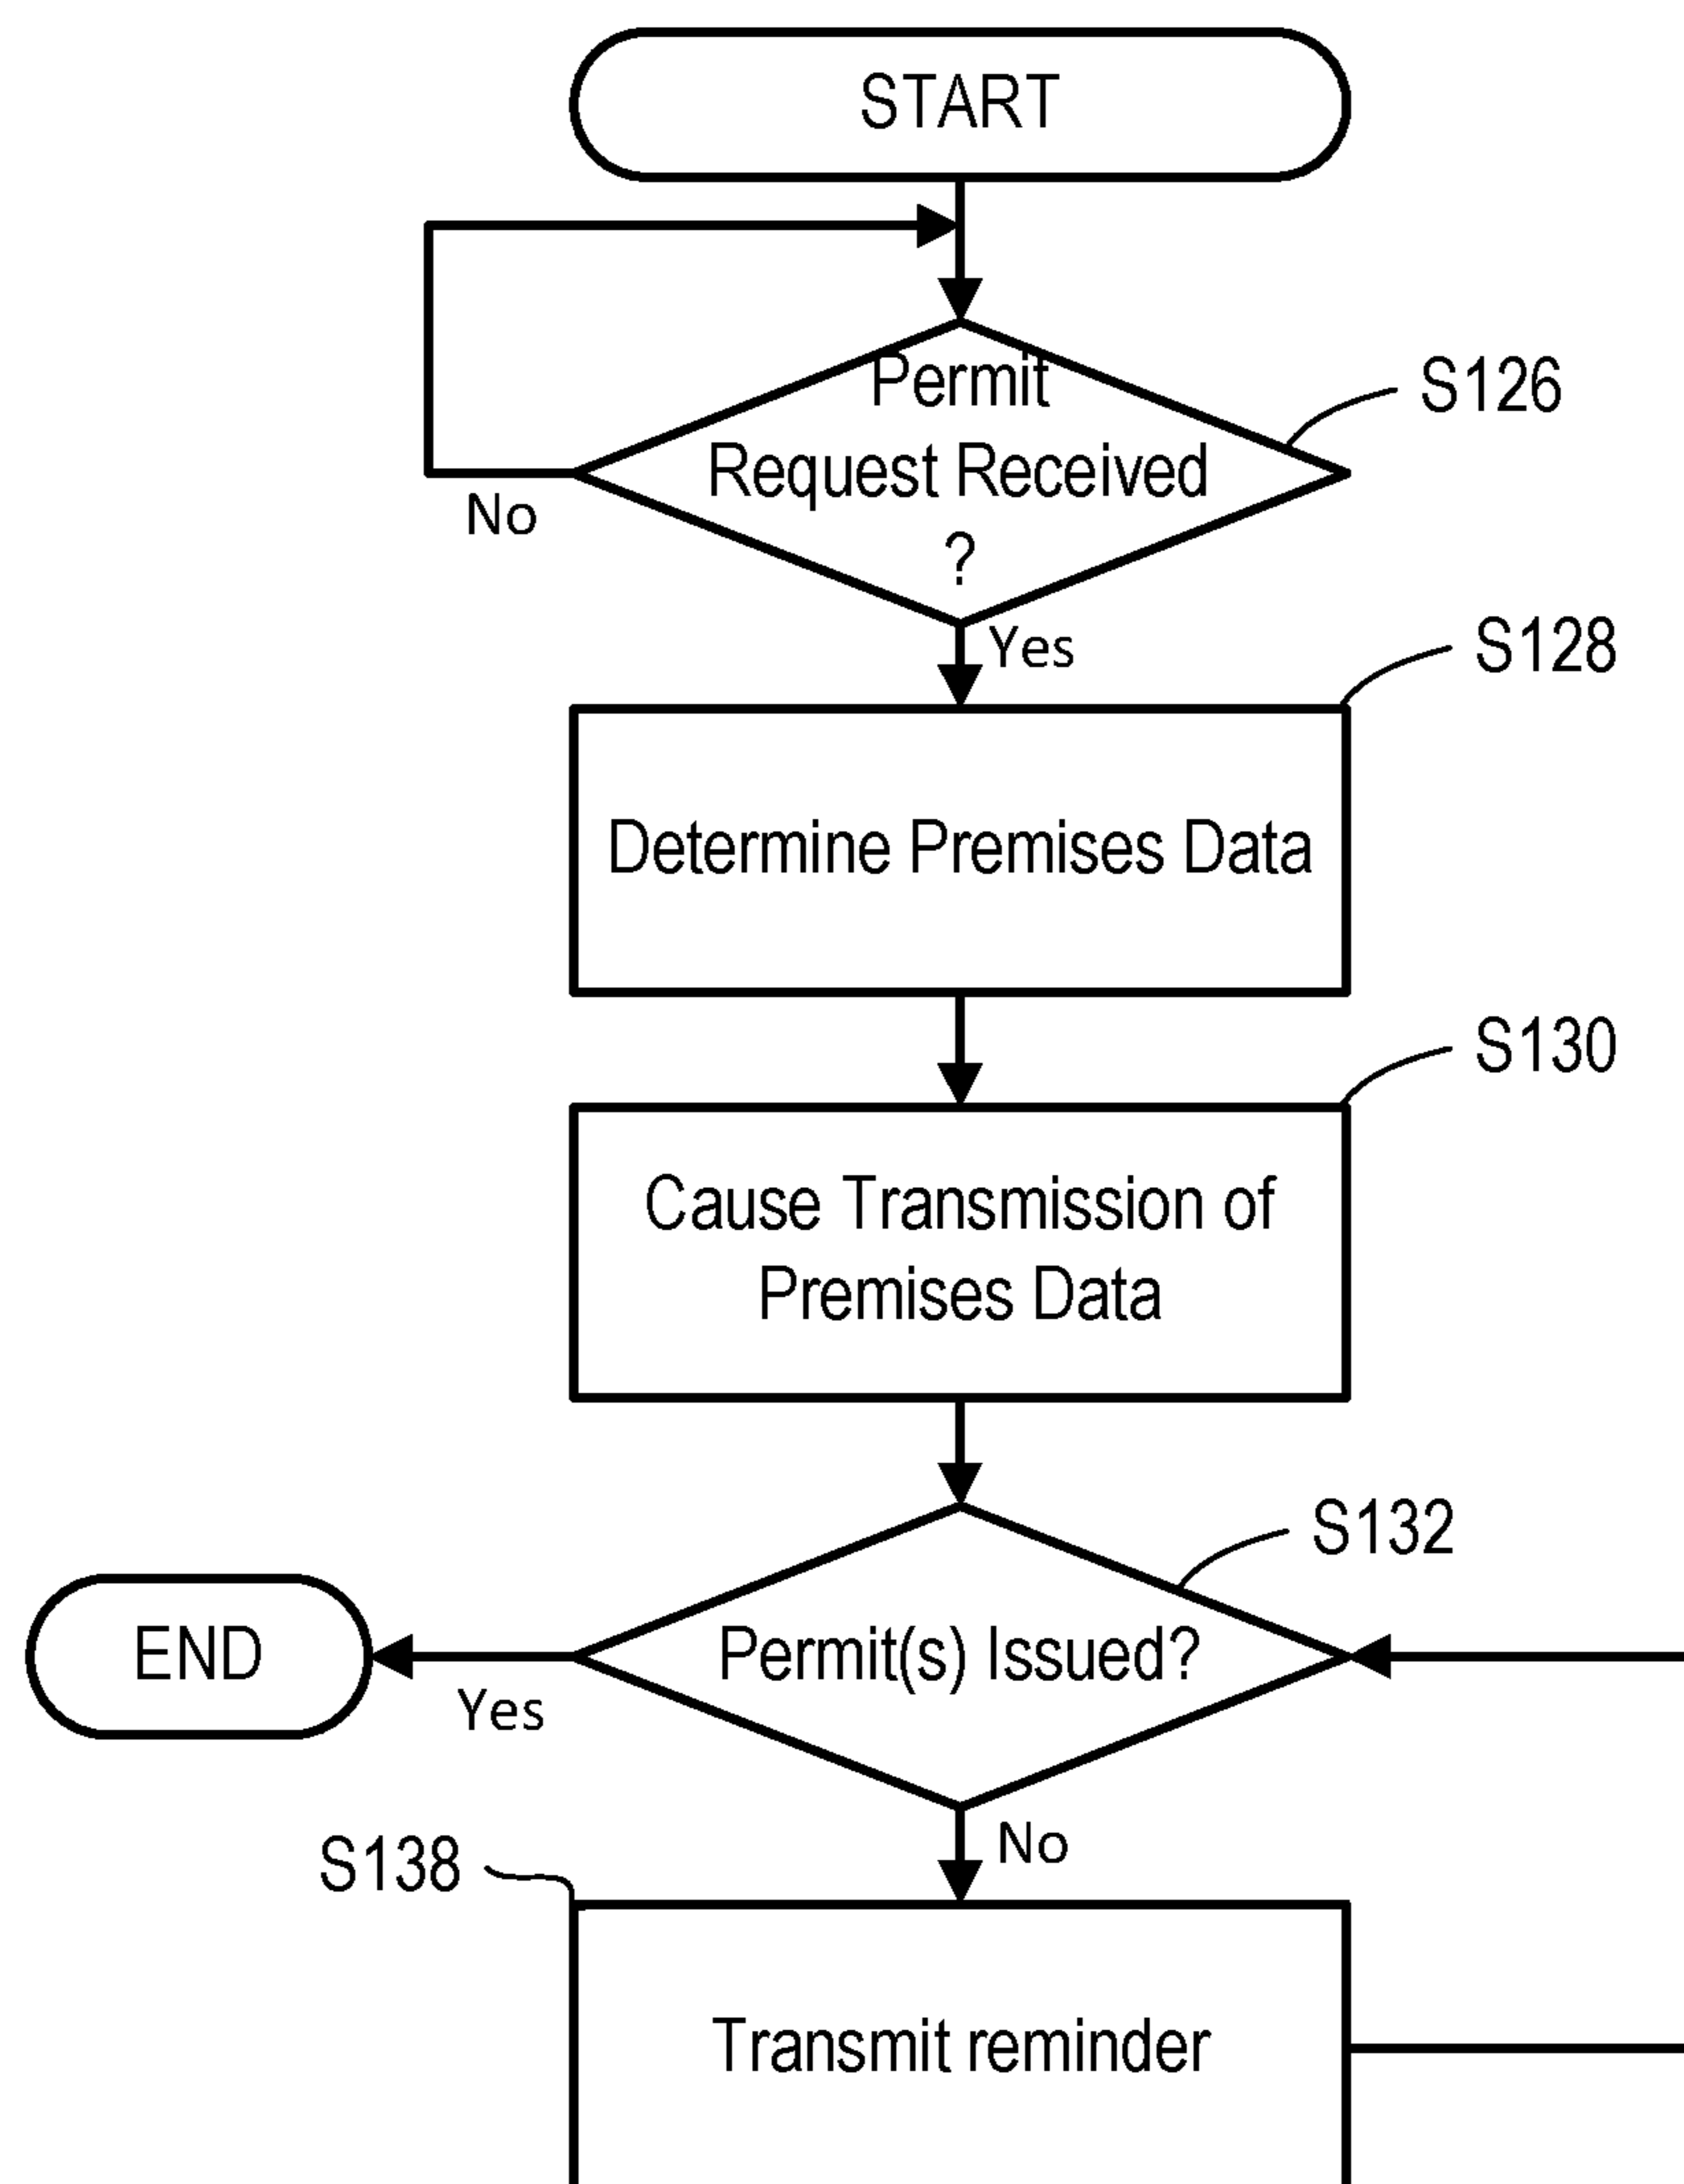 START
Permit
Request Received
?
S126
No
Yes
S128
Determine Premises Data
S130
Cause Transmission of
Premises Data
S132
END
Permit(s) Issued?
Yes
No
S138
Transmit reminder